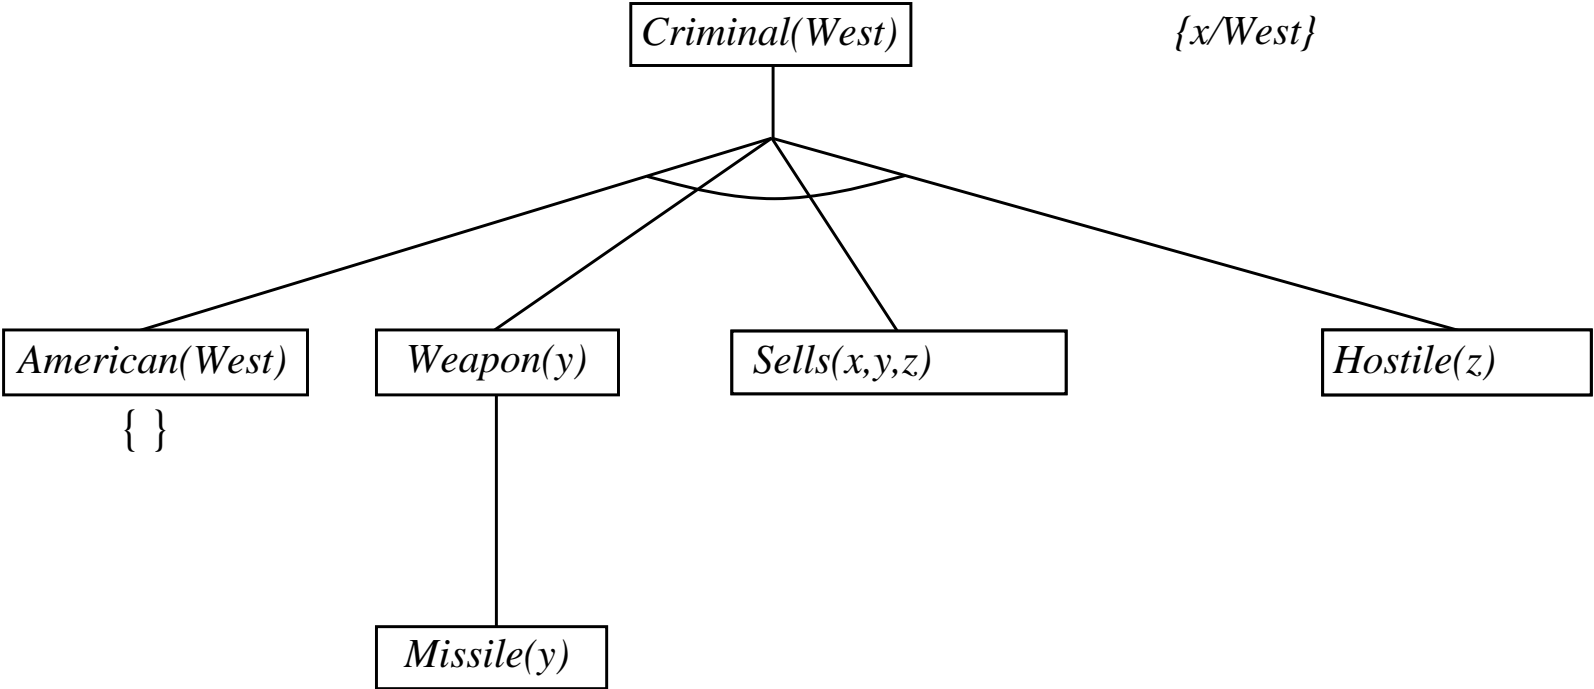 Criminal(West)
{x/West}
American(West)
Weapon(y)
Sells(x,y,z)
Hostile(z)
{ }
Missile(y)